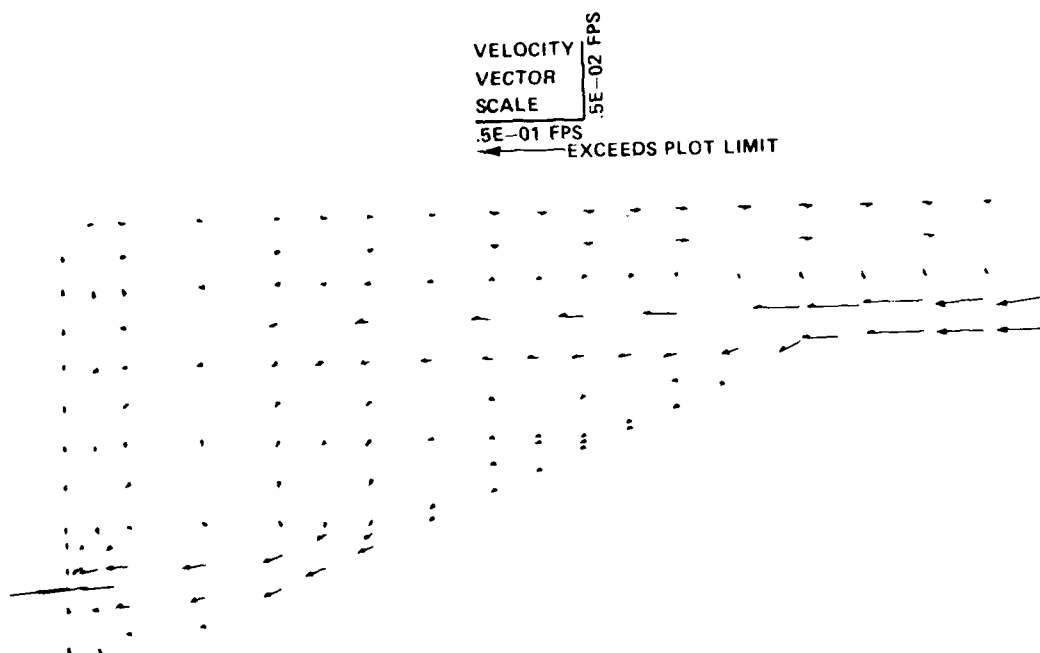 VELOCITY
VECTOR
SCALE
.5E-02 FPS
.5E-01 FPS
EXCEEDS PLOT LIMIT